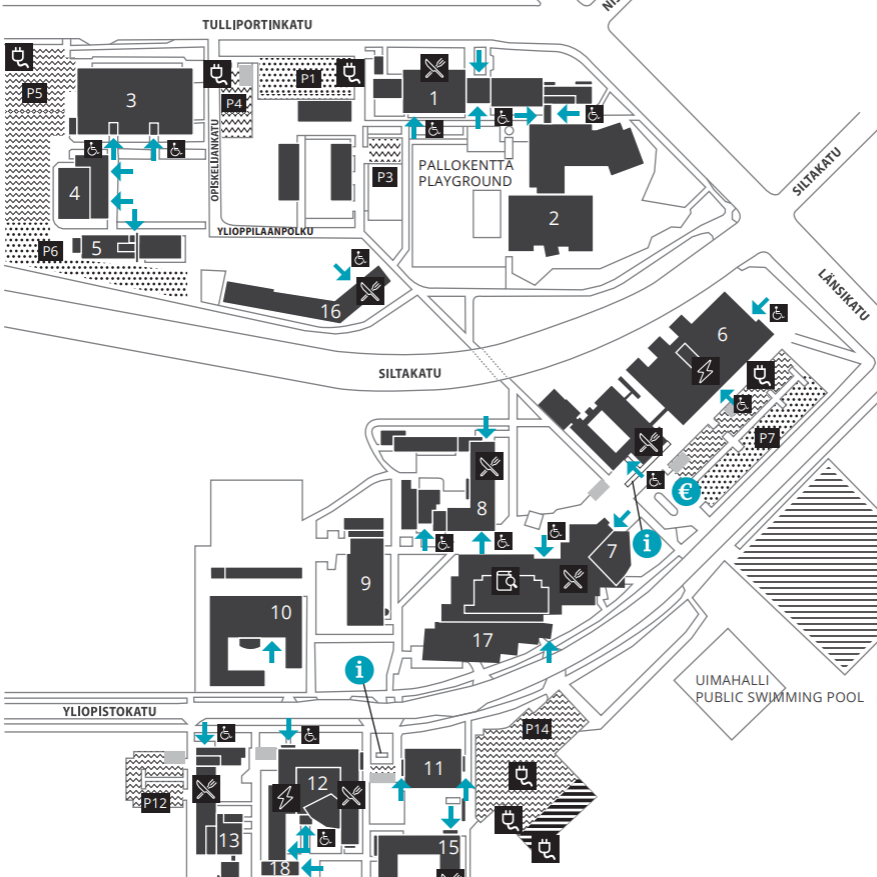 NIS
TULLIPORTINKATU
P5
3
P4
P1
1
SILTAKATU
OPISKELIJANKATU
PALLOKENTTÄ
PLAYGROUND
P3
4
2
YLIOPPILAANPOLKU
P6
5
16
LÄNSIKATU
6
SILTAKATU
P7
€
8
i
7
9
10
17
i
UIMAHALLI
PUBLIC SWIMMING POOL
YLIOPISTOKATU
P14
11
12
P12
13
15
18